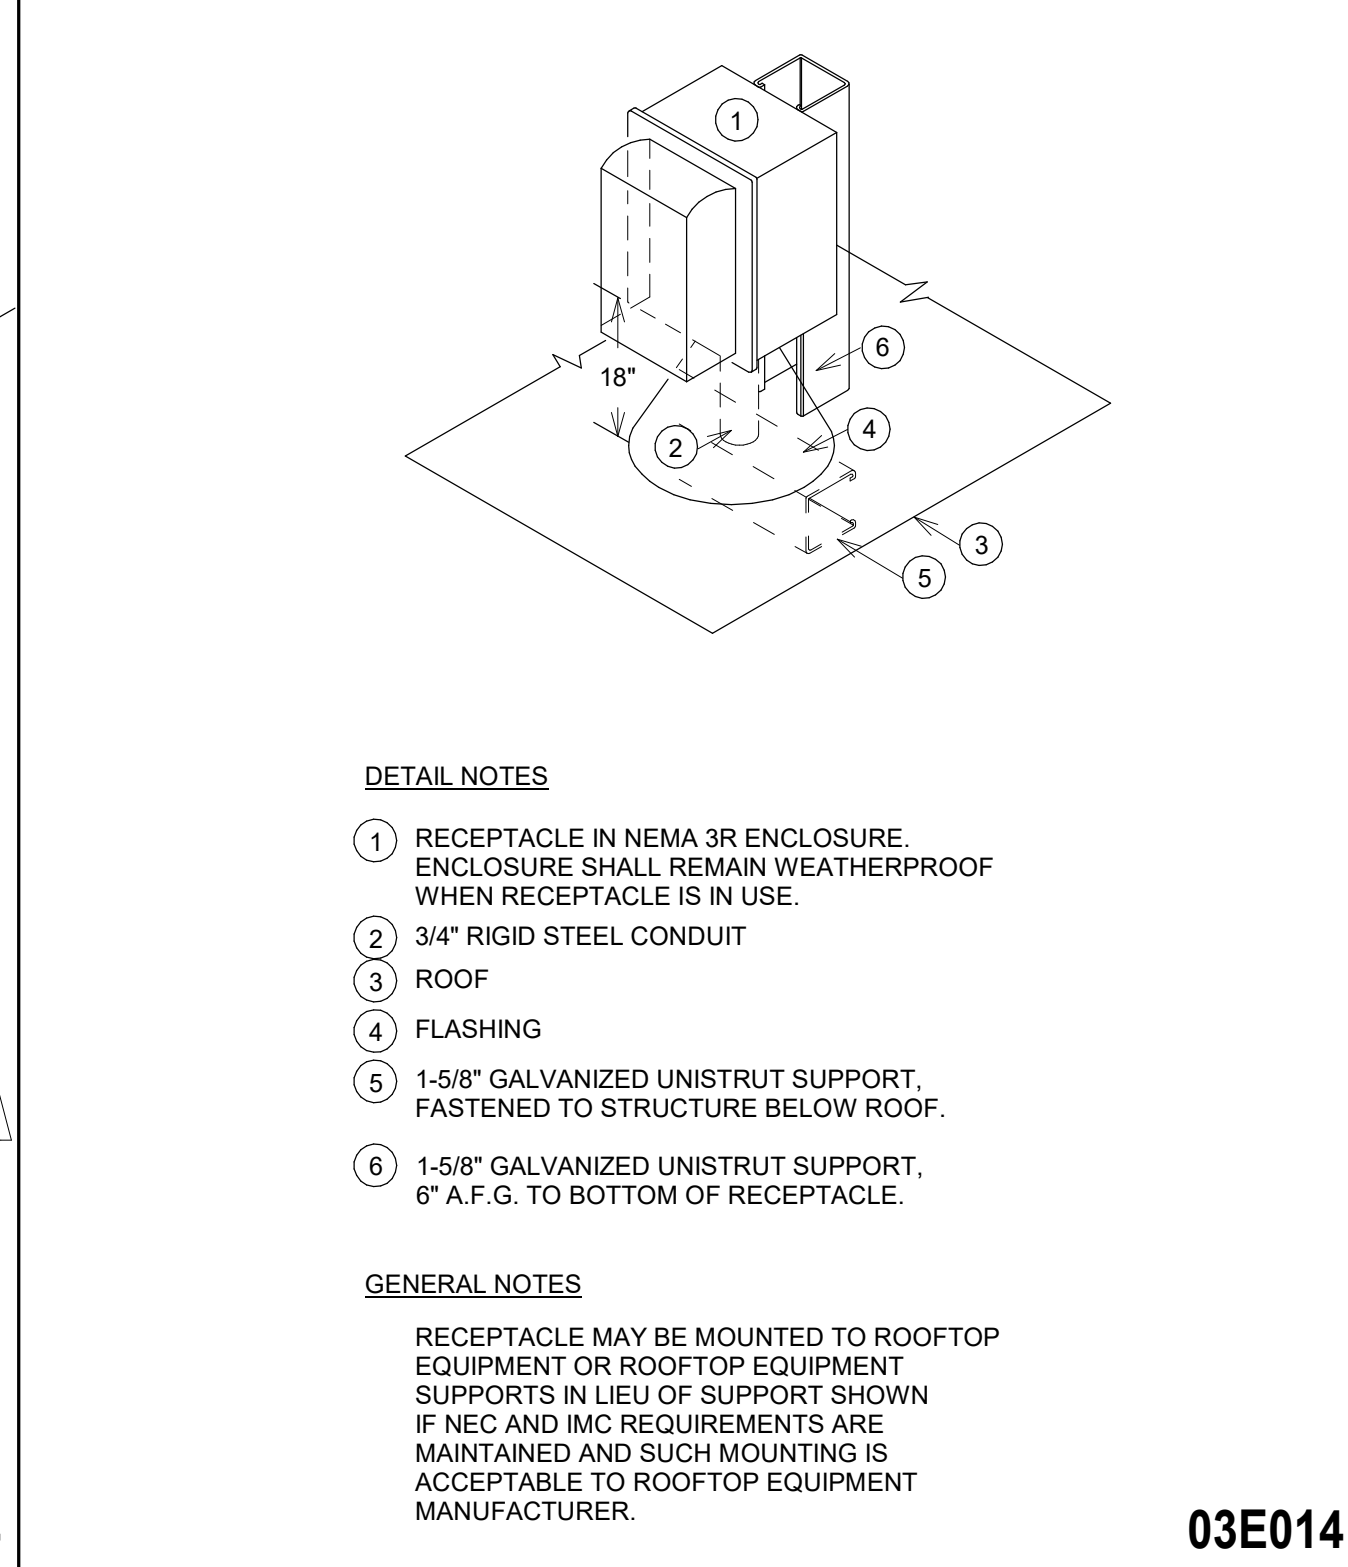 1
6
18"
4
2
3
5
DETAIL NOTES
1 RECEPTACLE IN NEMA 3R ENCLOSURE.
ENCLOSURE SHALL REMAIN WEATHERPROOF
WHEN RECEPTACLE IS IN USE.
2 3/4" RIGID STEEL CONDUIT
3 ROOF
4 FLASHING
5 1-5/8" GALVANIZED UNISTRUT SUPPORT,
FASTENED TO STRUCTURE BELOW ROOF.
6 1-5/8" GALVANIZED UNISTRUT SUPPORT,
6" A.F.G. TO BOTTOM OF RECEPTACLE.
GENERAL NOTES
RECEPTACLE MAY BE MOUNTED TO ROOFTOP
EQUIPMENT OR ROOFTOP EQUIPMENT
SUPPORTS IN LIEU OF SUPPORT SHOWN
IF NEC AND IMC REQUIREMENTS ARE
MAINTAINED AND SUCH MOUNTING IS
ACCEPTABLE TO ROOFTOP EQUIPMENT
MANUFACTURER.
03E014